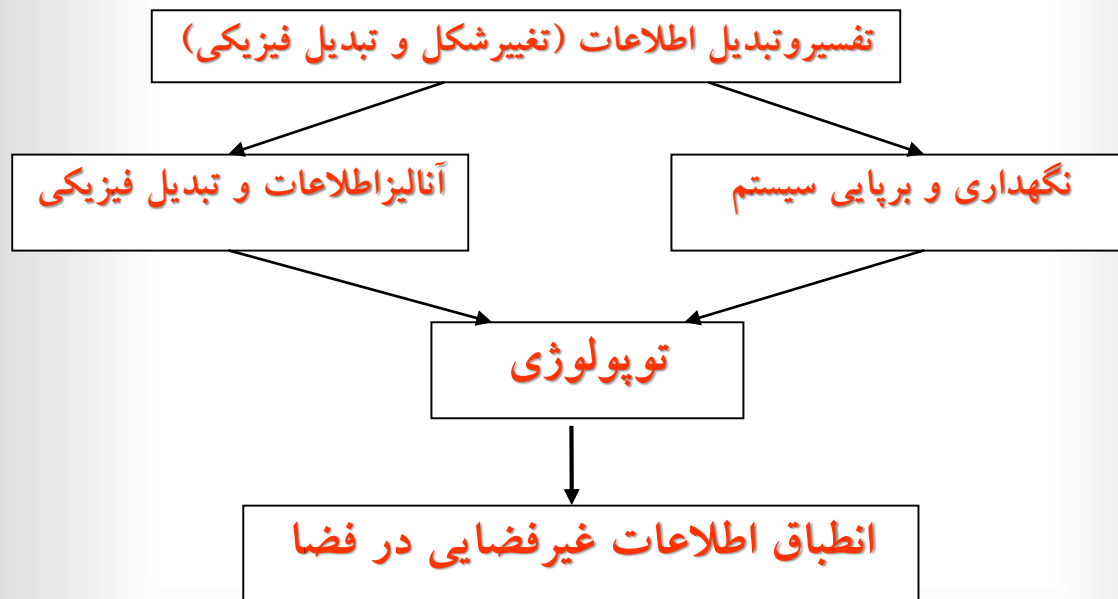 تفسیروتبدیل اطلاعات (تغییرشکل و تبدیل فیزیکی)
نگهداری و برپایی سیستم
آنالیزاطلاعات و تبدیل فیزیکی
توپولوژی
انطباق اطلاعات غیرفضایی در فضا